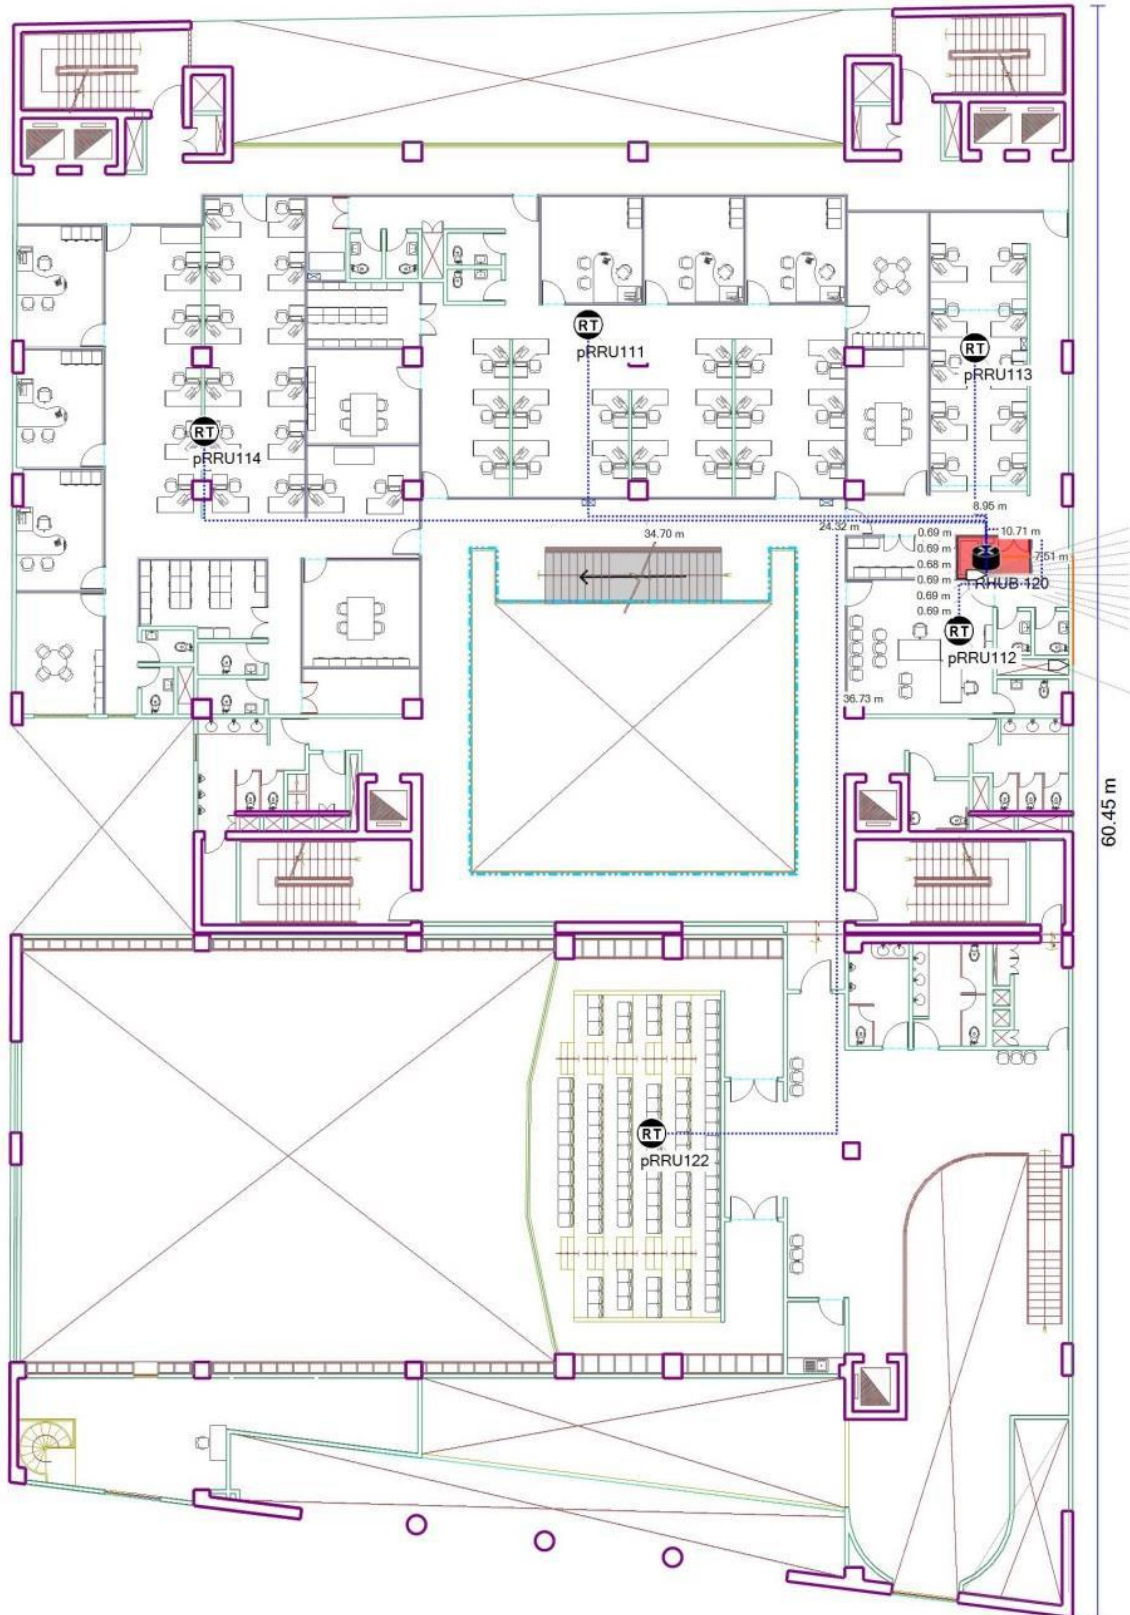 RT
pRRU111
RT
pRRU113
RT
pRRU114
8.95 m
24.32 m
0.69 m
10.71 m
34.70 m
0.69 m
0.68 m
7.51 m
0.69 m
RHUB 120
0.69 m
0.69 m
RT
pRRU112
36.73 m
60.45 m
RT
pRRU122